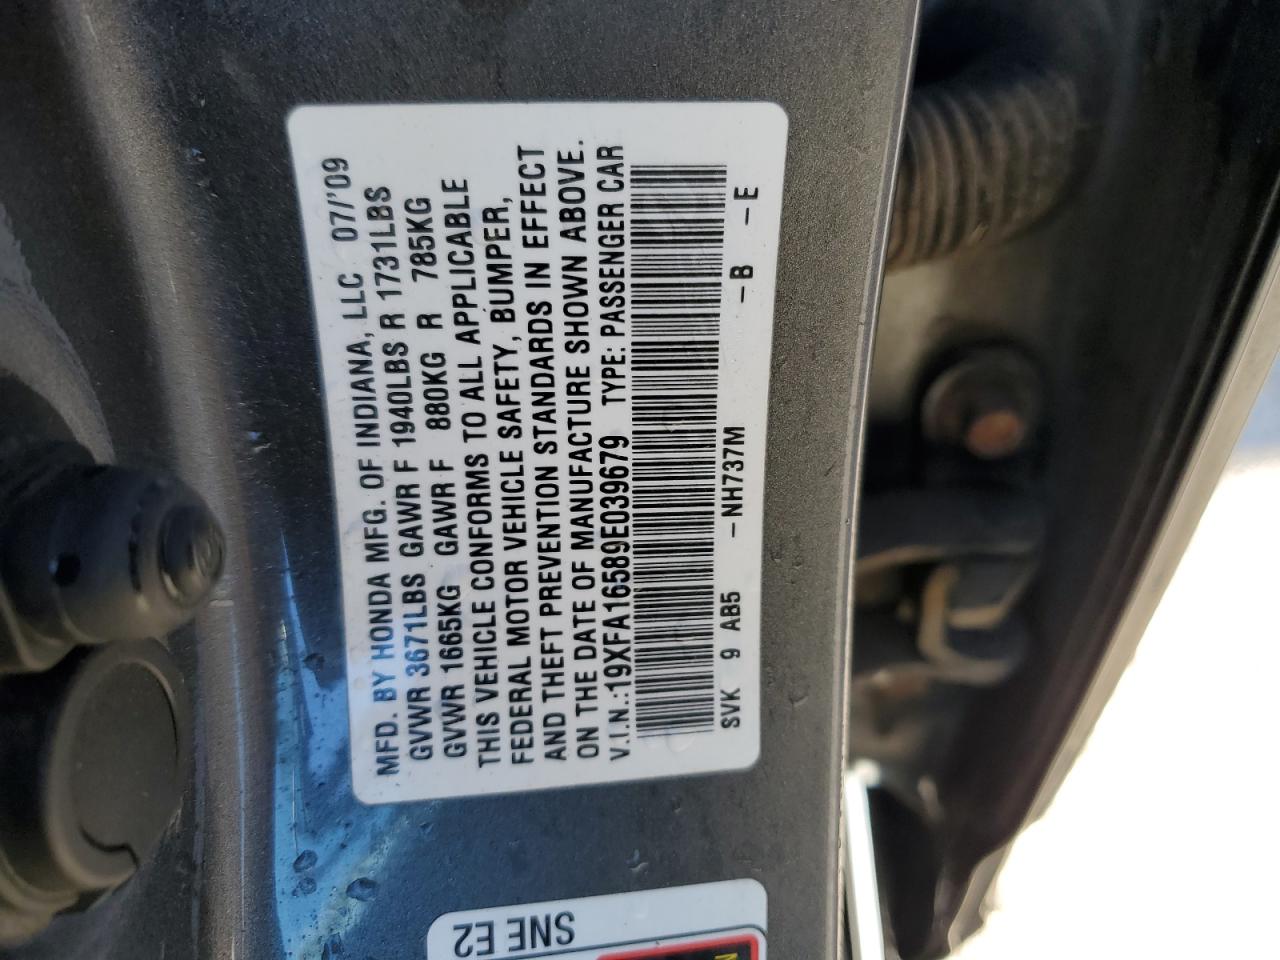 MFD. BY HONDA MFG. OF INDIANA, LLC 07/'09
GVWR 3671LBS GAWR F 1940LBS R 1731LBS
GVWR 1665KG GAWR F 880KG R 785KG
THIS VEHICLE CONFORMS TO ALL APPLICABLE
FEDERAL MOTOR VEHICLE SAFETY, BUMPER,
AND THEFT PREVENTION STANDARDS IN EFFECT
ON THE DATE OF MANUFACTURE SHOWN ABOVE.
V.I.N.:19XFA16589E039679 TYPE: PASSENGER CAR
SVK 9 AB5 -NH737M -B -E
SNE E2